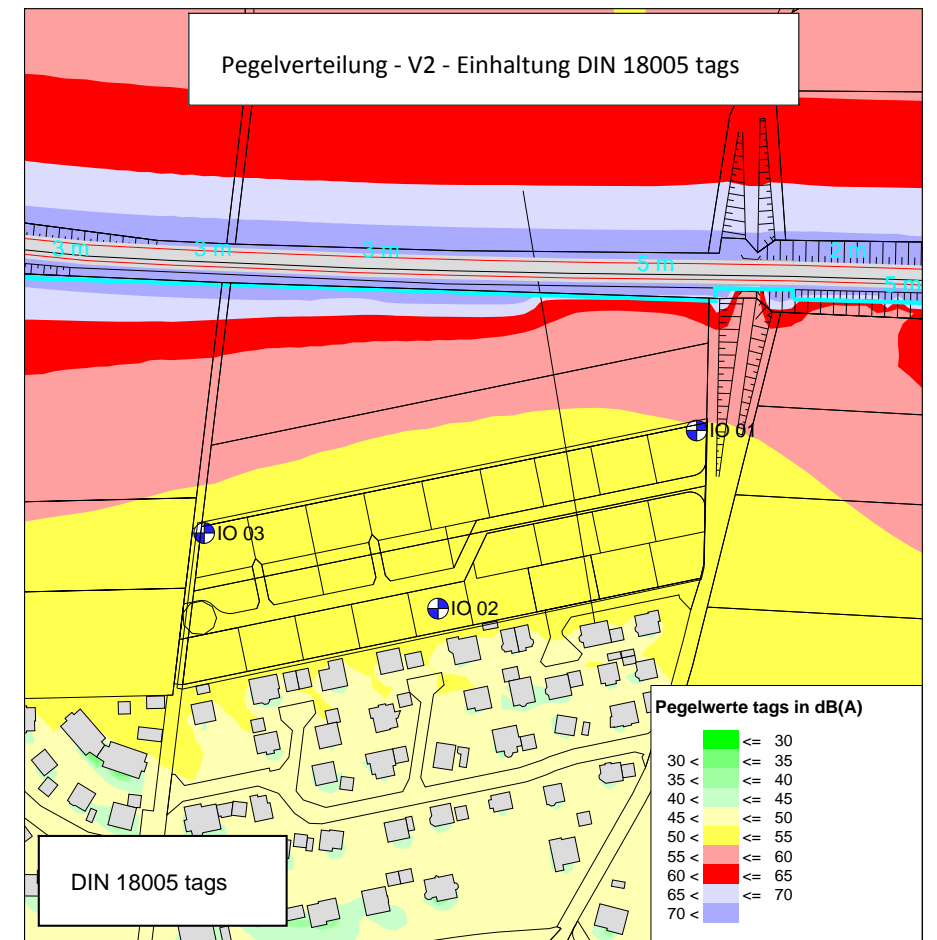 Pegelverteilung - V2 - Einhaltung DIN 18005 tags
3 m
3 m
3 m
5 m
2 m
5 m
IO 01
IO 03
IO 02
Pegelwerte tags in dB(A)
<= 30
30 < <= 35
35 < <= 40
40 < <= 45
45 < <= 50
50 < <= 55
55 < <= 60
60 < <= 65
65 < <= 70
70 <
DIN 18005 tags